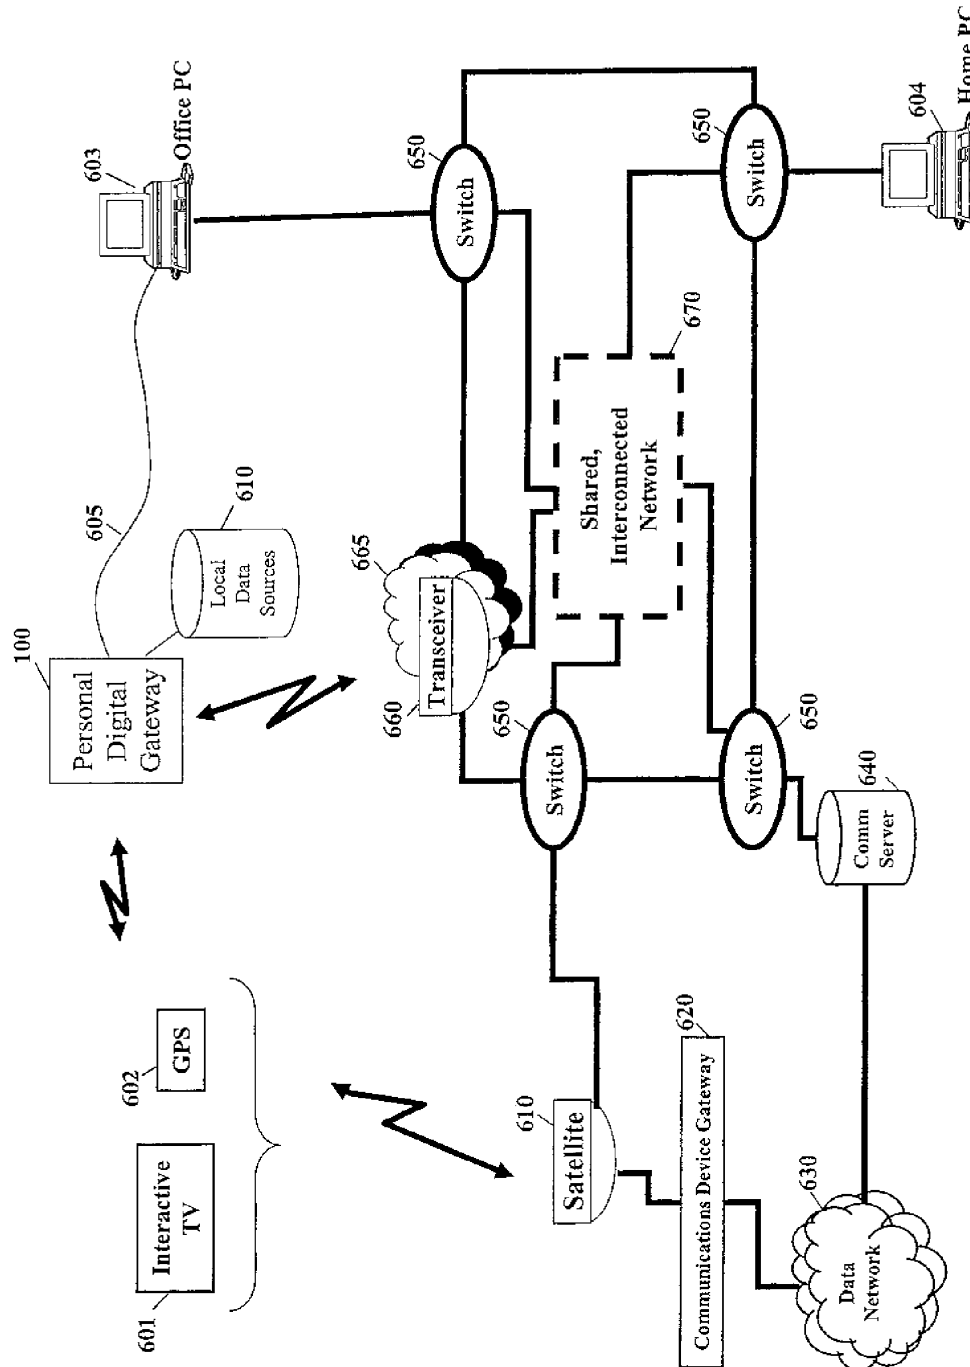 601
Interactive
TV
602
GPS
100
Personal
Digital
Gateway
605
610
Local
Data
Sources
603
Office PC
610
Satellite
620
Communications Device Gateway
630
Data
Network
640
Comm
Server
650
Switch
650
Switch
650
Switch
650
Switch
660
Transceiver
665
670
Shared,
Interconnected
Network
604
Home PC